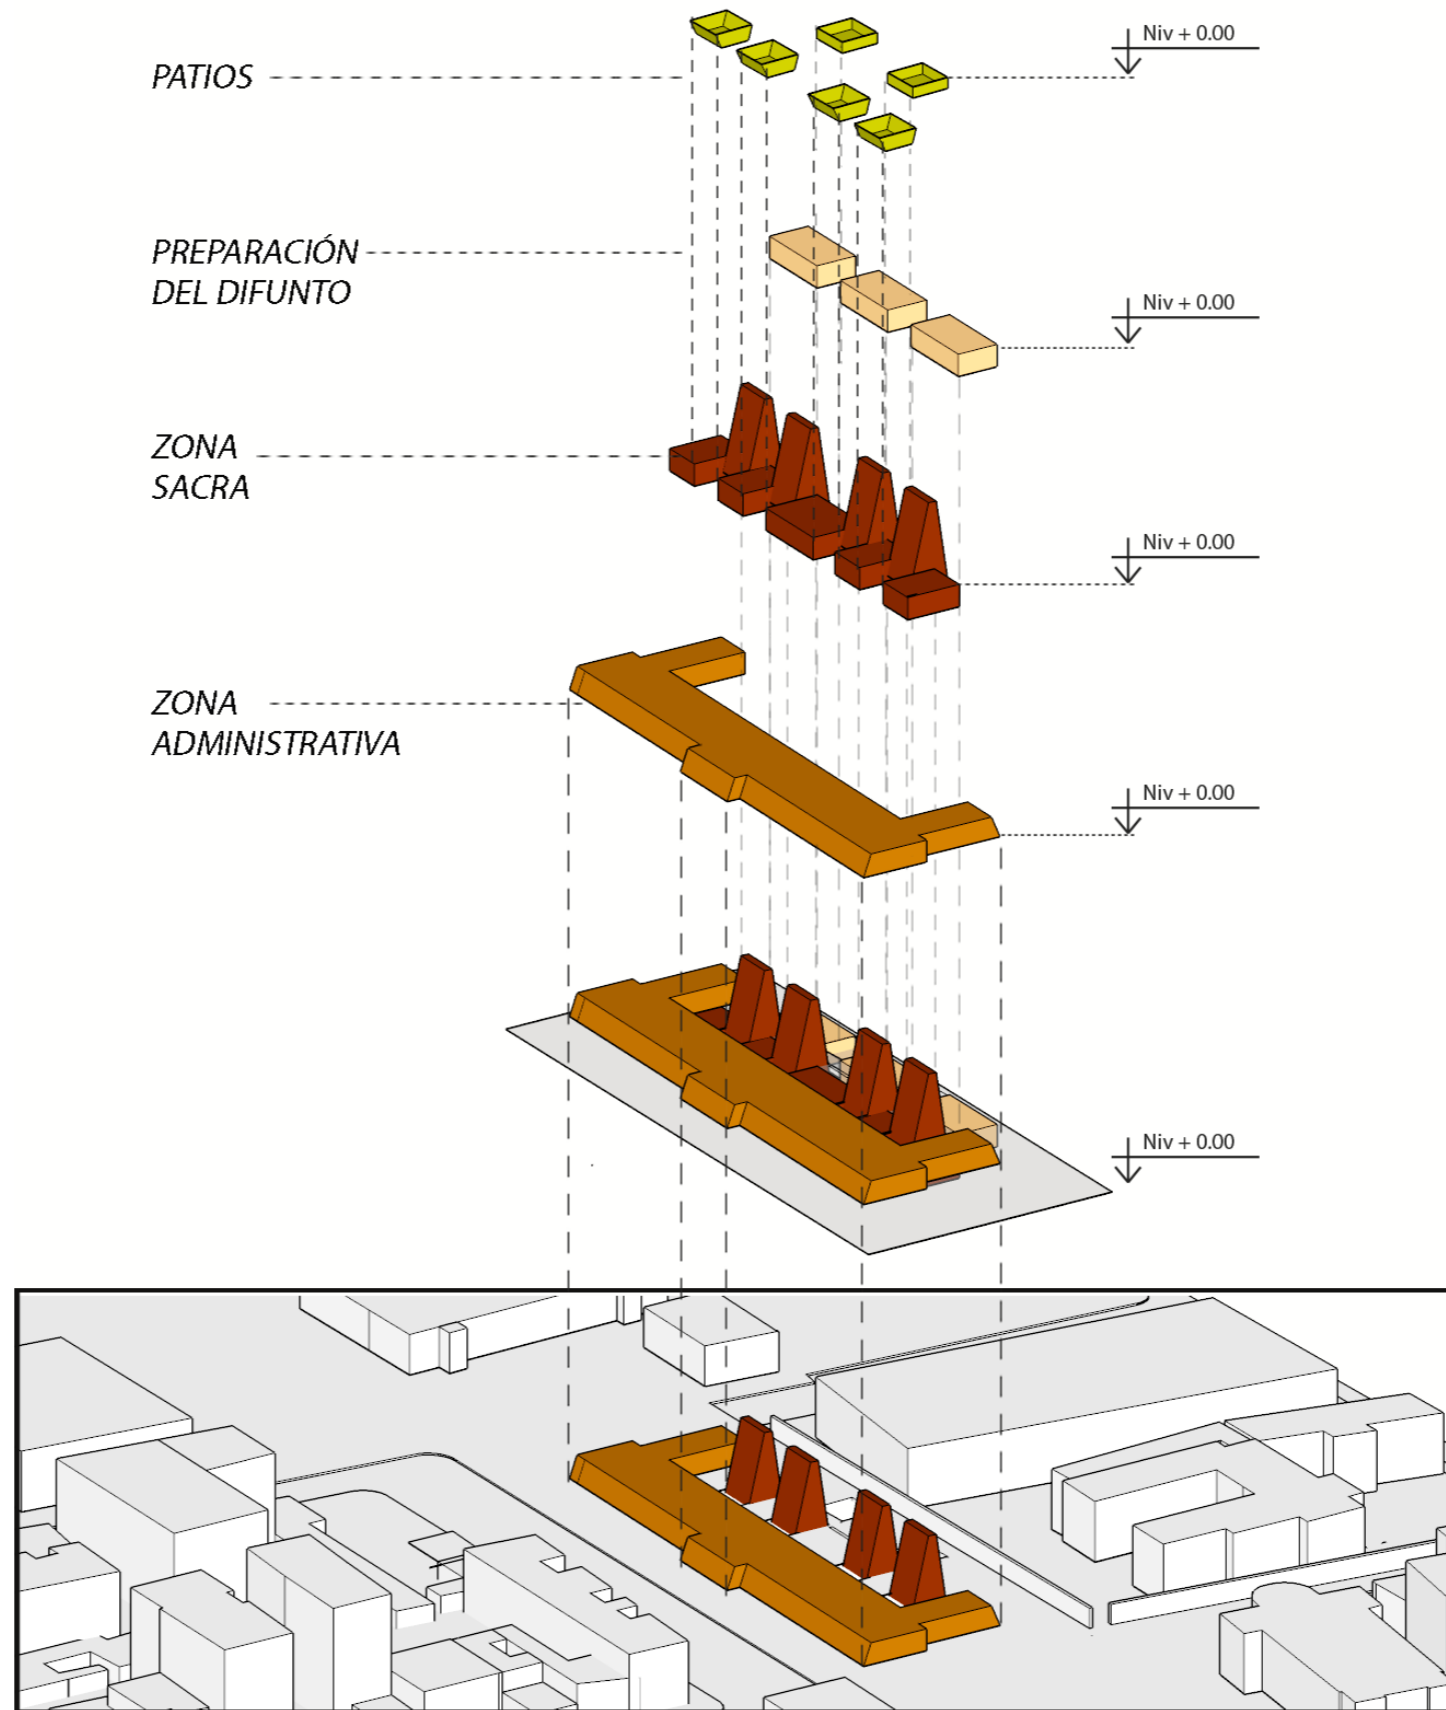 Niv + 0.00
PATIOS
PREPARACIÓN
DEL DIFUNTO
Niv + 0.00
ZONA
SACRA
Niv + 0.00
ZONA
ADMINISTRATIVA
Niv + 0.00
Niv + 0.00